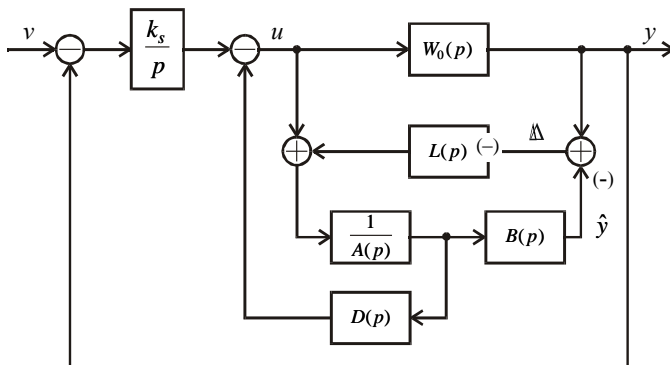 v
−
k_s
p
−
u
W_0(p)
y
+
L(p)
(−)
Δ
+
(-)
1
A(p)
B(p)
ŷ
D(p)